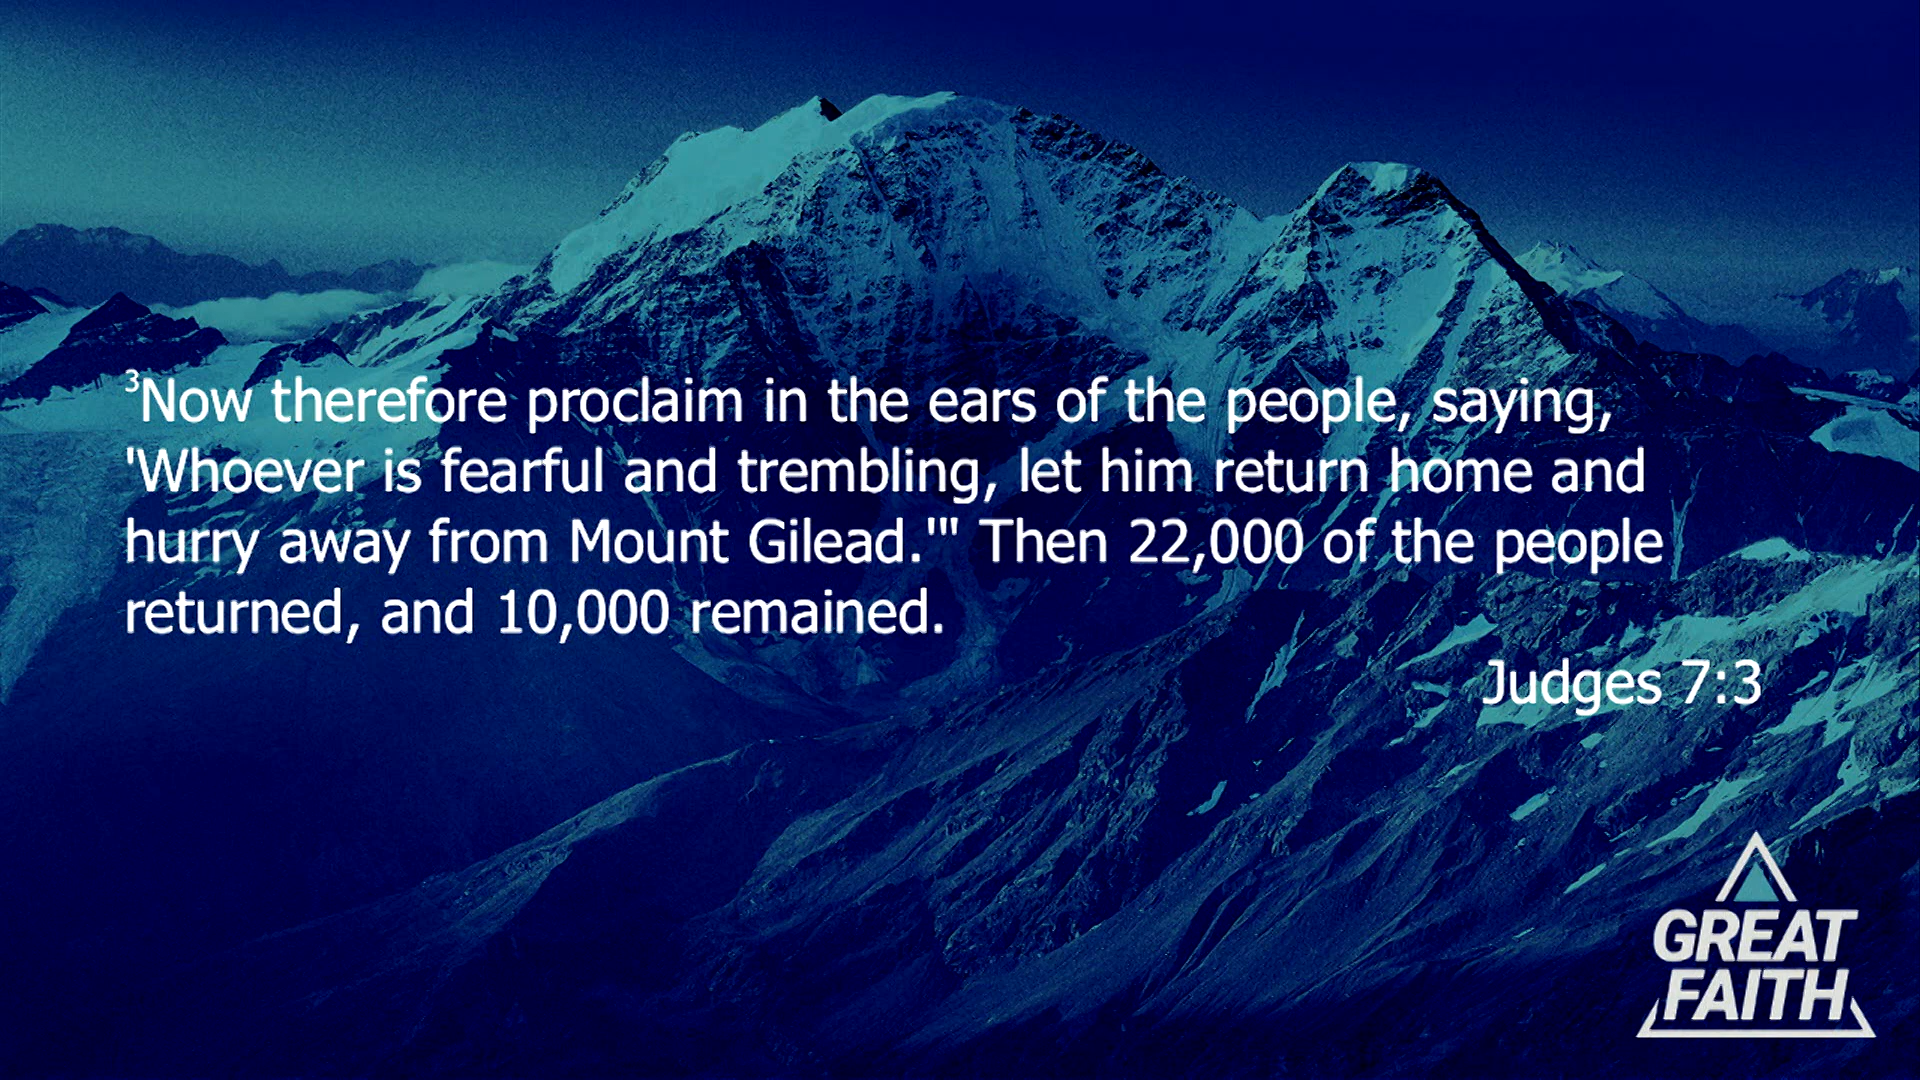 ³Now therefore proclaim in the ears of the people, saying,
'Whoever is fearful and trembling, let him return home and
hurry away from Mount Gilead.'" Then 22,000 of the people
returned, and 10,000 remained.
Judges 7:3
GREAT
FAITH